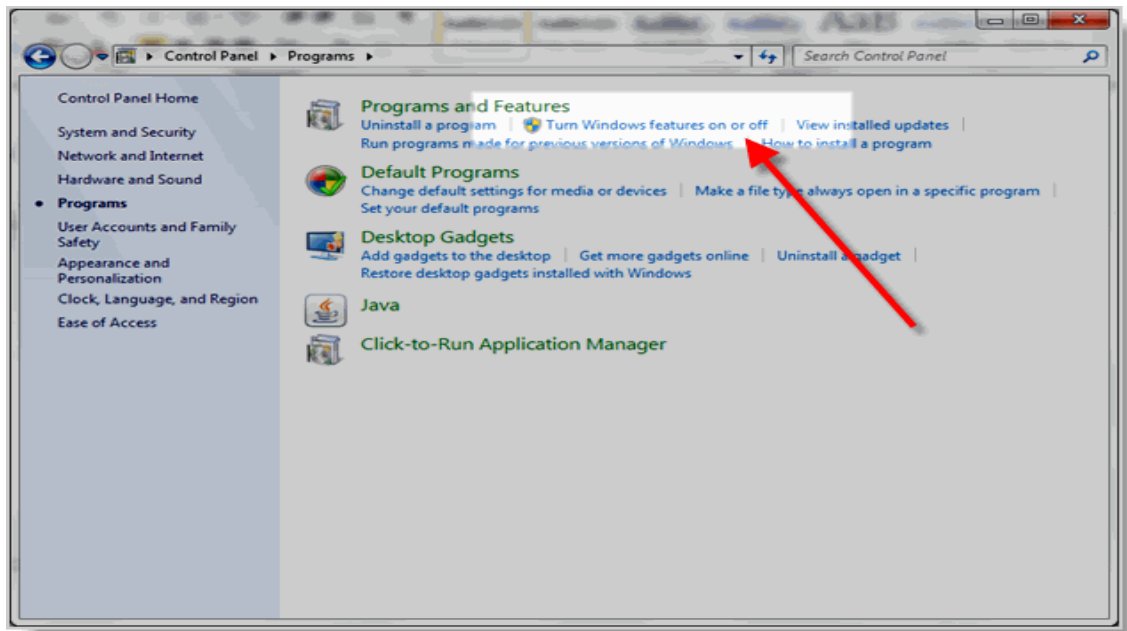 Control Panel Programs
Search Control Panel
Control Panel Home
System and Security
Network and Internet
Hardware and Sound
Programs
User Accounts and Family
Safety
Appearance and
Personalization
Clock, Language, and Region
Ease of Access
Programs and Features
Uninstall a program Turn Windows features on or off View installed updates
Run programs made for previous versions of Windows How to install a program
Default Programs
Change default settings for media or devices Make a file type always open in a specific program
Set your default programs
Desktop Gadgets
Add gadgets to the desktop Get more gadgets online Uninstall a gadget
Restore desktop gadgets installed with Windows
Java
Click-to-Run Application Manager